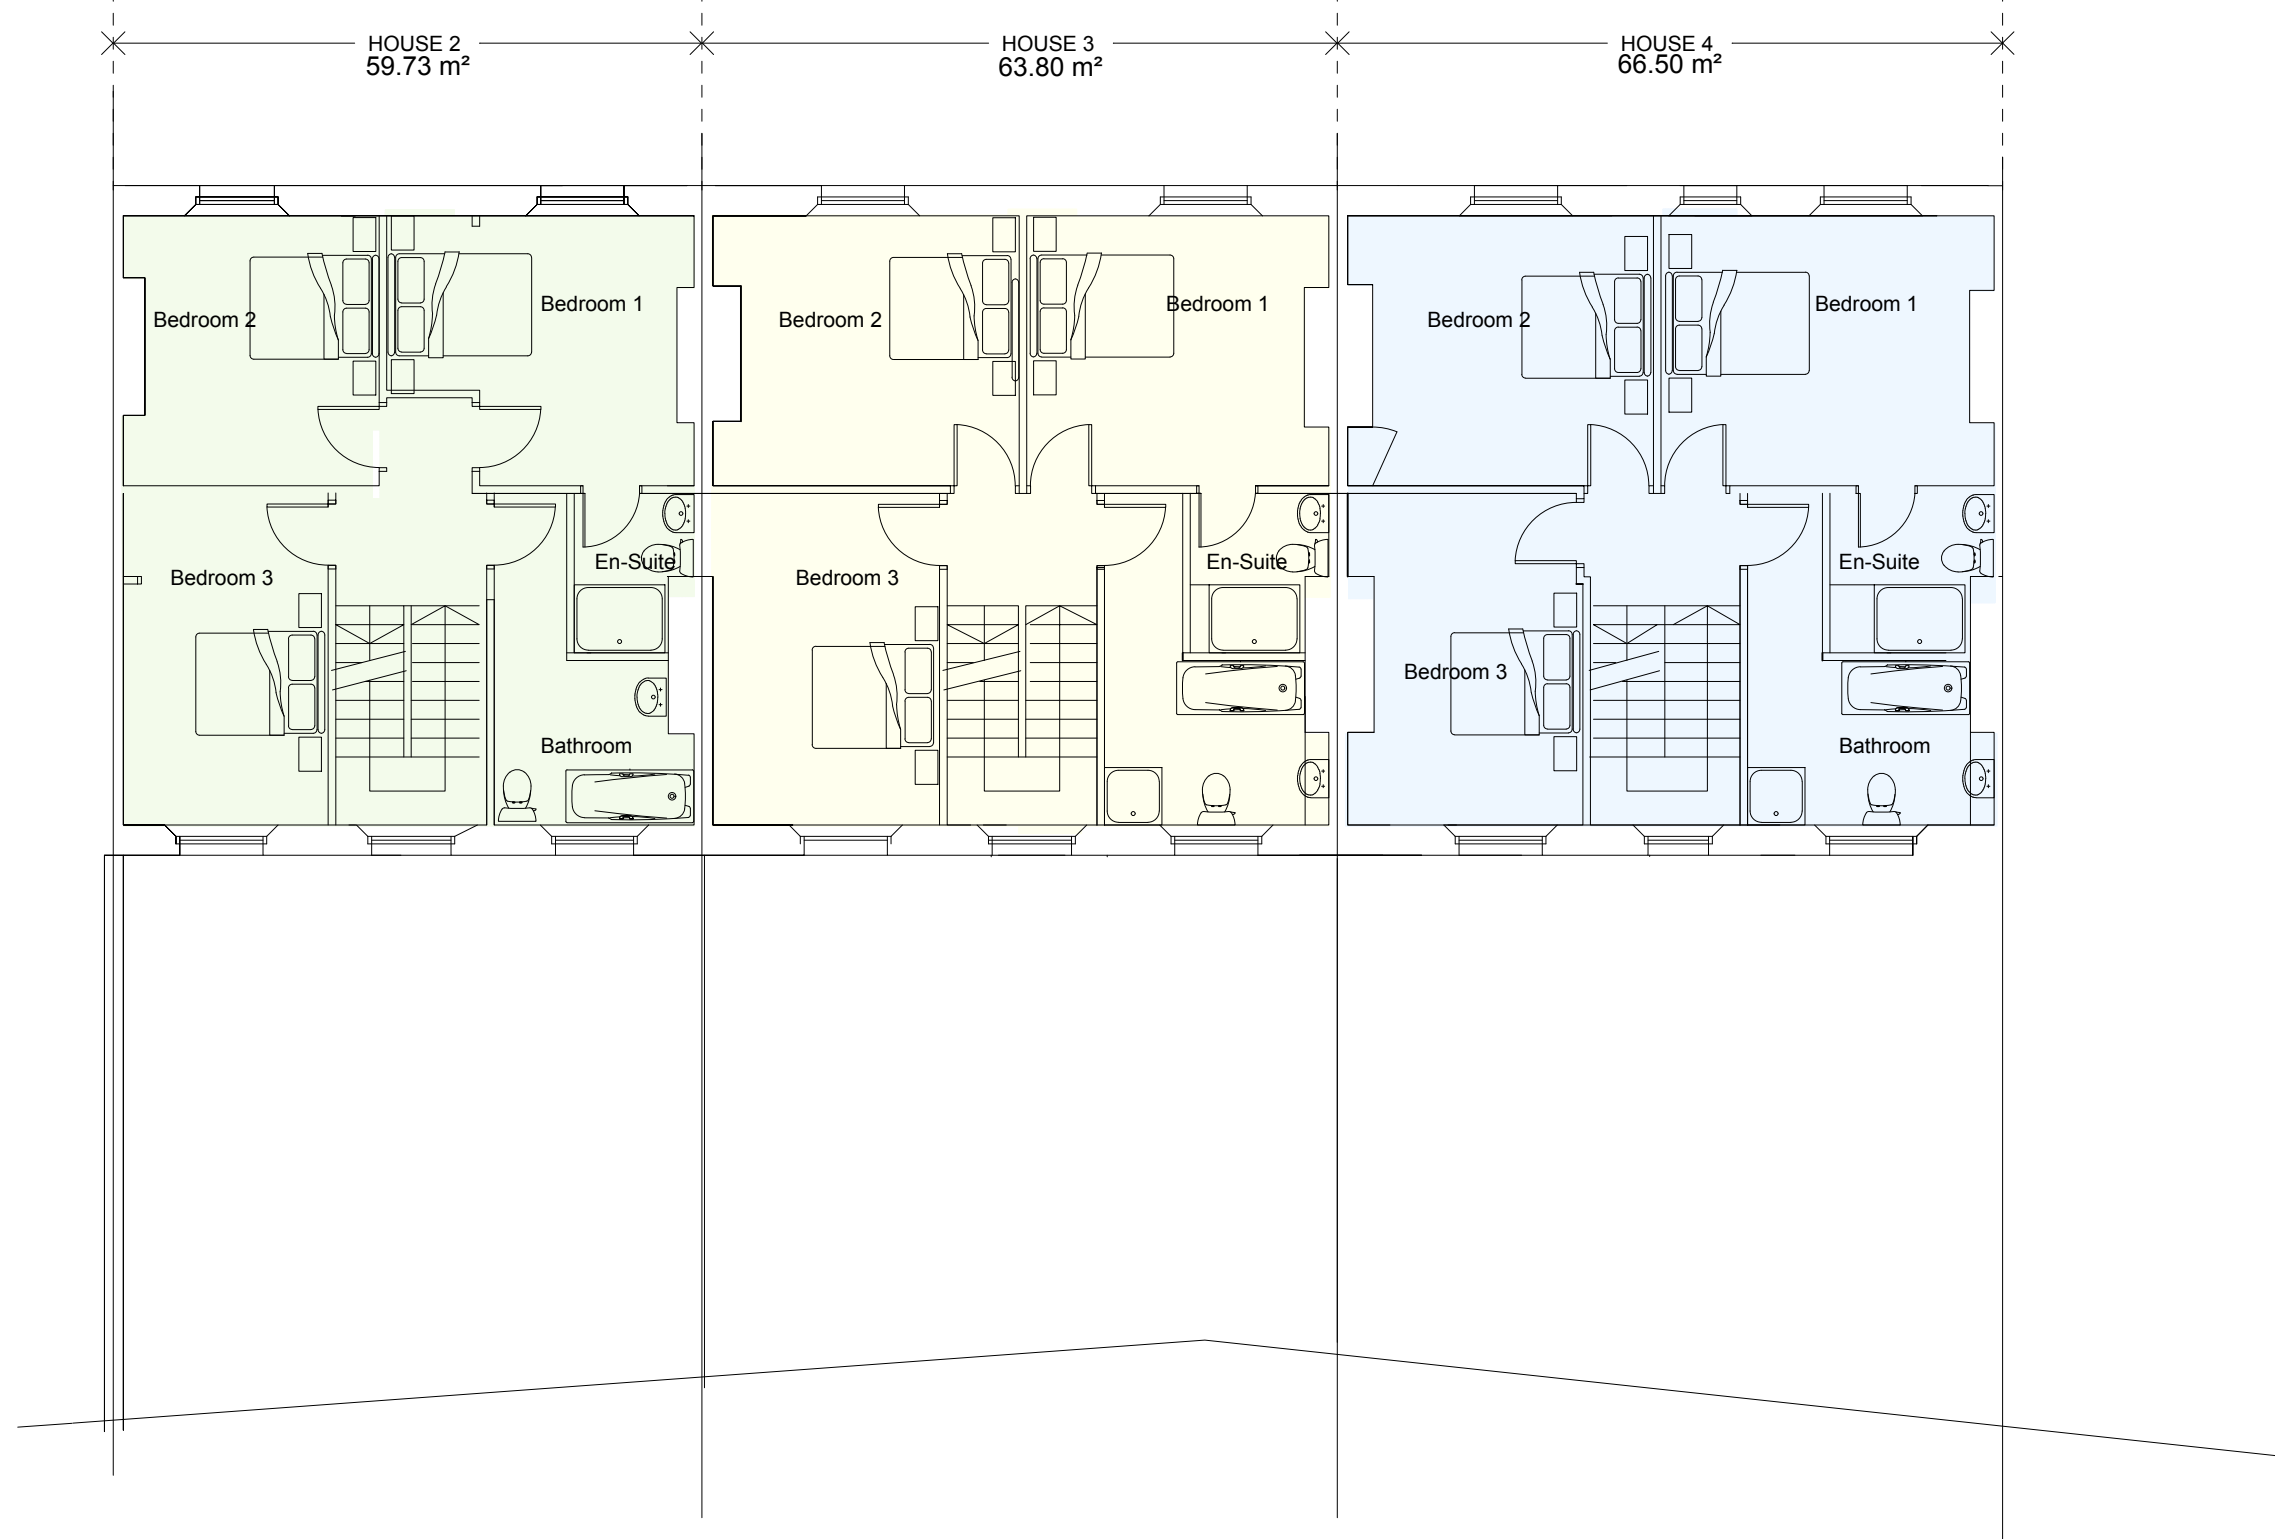 HOUSE 2
59.73 m²
HOUSE 3
63.80 m²
HOUSE 4
66.50 m²
Bedroom 2
Bedroom 1
Bedroom 3
En-Suite
Bathroom
Bedroom 2
Bedroom 1
Bedroom 3
En-Suite
Bedroom 2
Bedroom 1
Bedroom 3
En-Suite
Bathroom